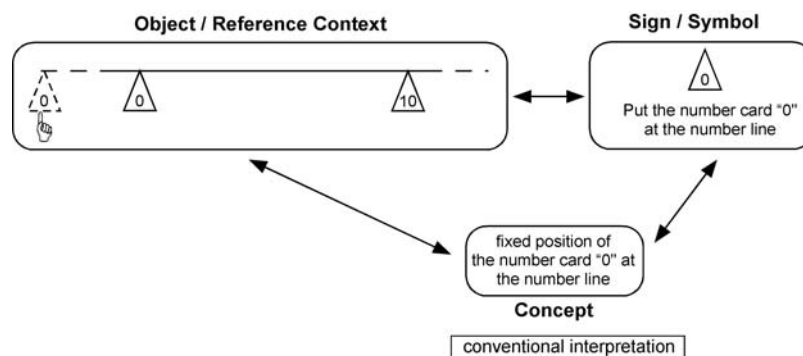 Object / Reference Context
Sign / Symbol
0
0
10
0
Put the number card "0"
at the number line
fixed position of
the number card "0" at
the number line
Concept
conventional interpretation